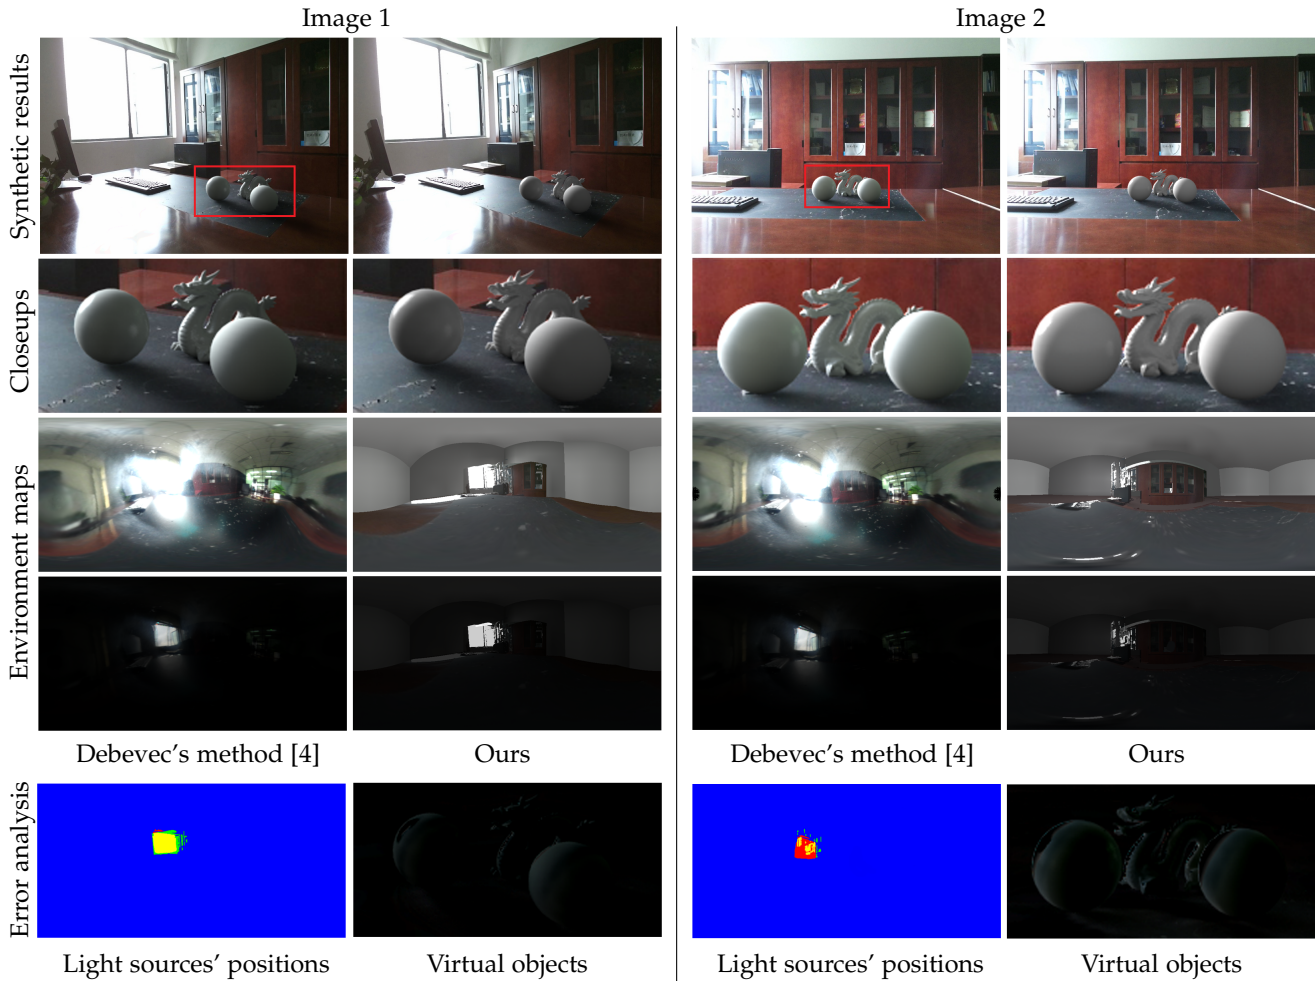 Image 1
Image 2
Synthetic results
Closeups
Environment maps
Debevec's method [4]
Ours
Debevec's method [4]
Ours
Error analysis
Light sources' positions
Virtual objects
Light sources' positions
Virtual objects